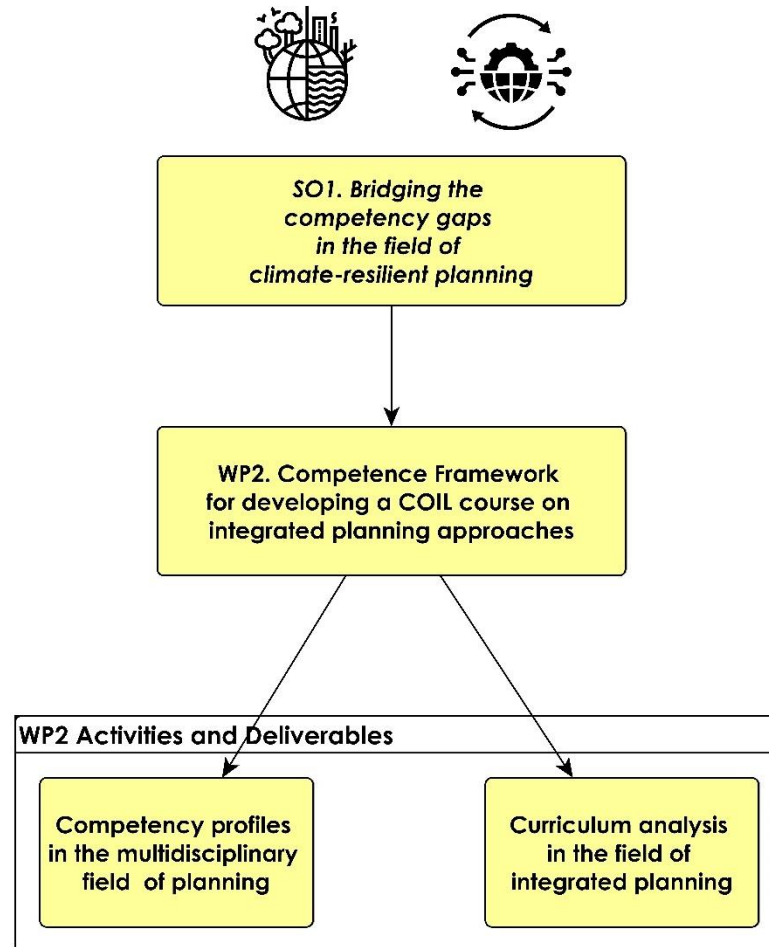 SO1. Bridging the
competency gaps
in the field of
climate-resilient planning
WP2. Competence Framework
for developing a COIL course on
integrated planning approaches
WP2 Activities and Deliverables
Competency profiles
in the multidisciplinary
field of planning
Curriculum analysis
in the field of
integrated planning